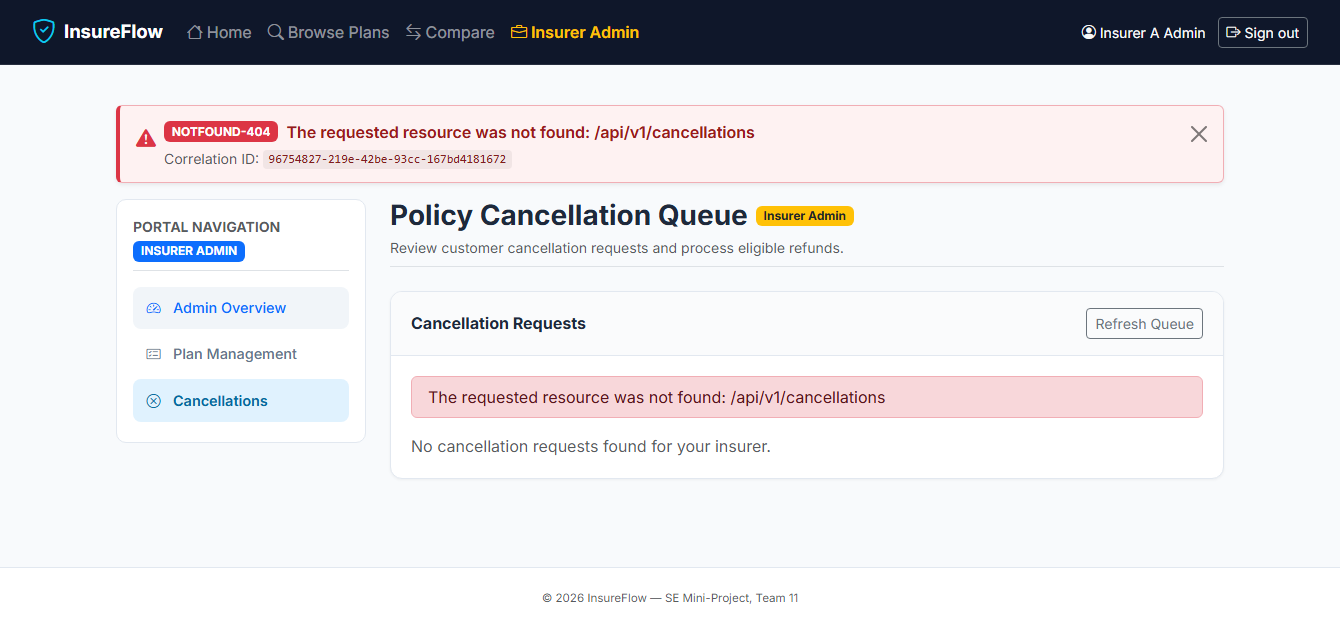 InsureFlow Home Browse Plans Compare Insurer Admin Insurer A Admin Sign out
NOTFOUND-404 The requested resource was not found: /api/v1/cancellations
Correlation ID: 96754827-219e-42be-93cc-167bd4181672
PORTAL NAVIGATION
INSURER ADMIN
Admin Overview
Plan Management
Cancellations
Policy Cancellation Queue Insurer Admin
Review customer cancellation requests and process eligible refunds.
Cancellation Requests Refresh Queue
The requested resource was not found: /api/v1/cancellations
No cancellation requests found for your insurer.
© 2026 InsureFlow — SE Mini-Project, Team 11